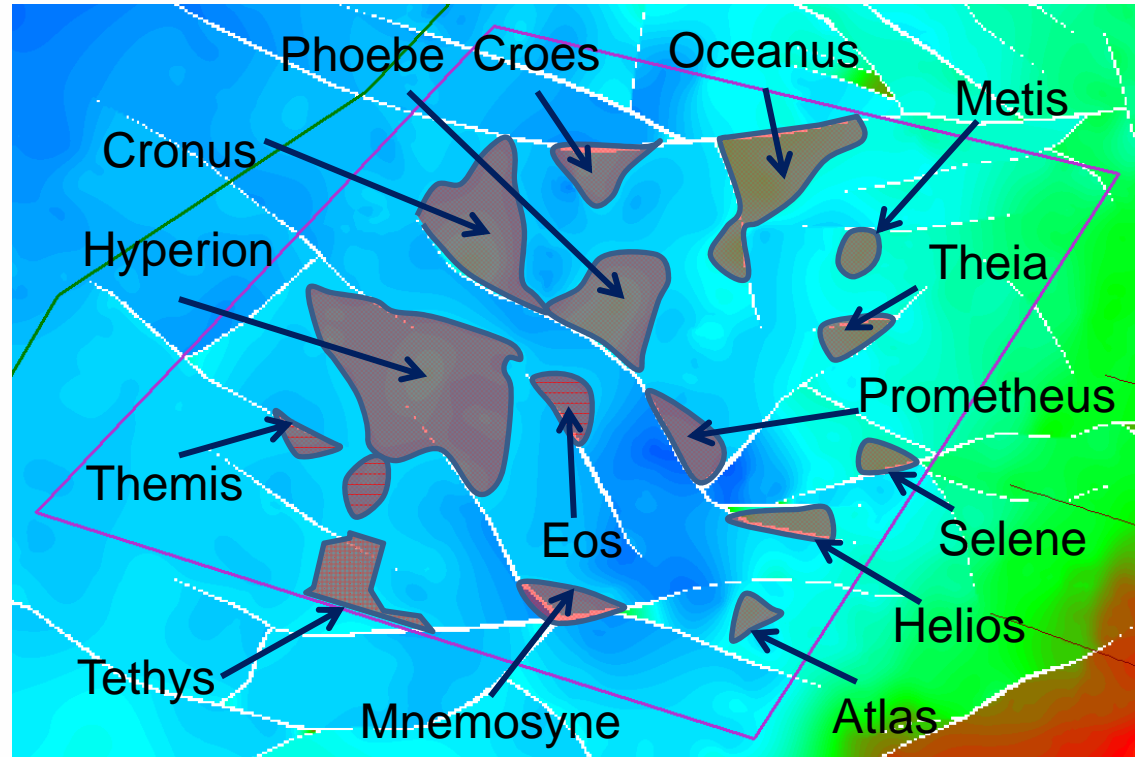 Phoebe
Croes
Oceanus
Metis
Cronus
Hyperion
Theia
Prometheus
Themis
Eos
Selene
Helios
Tethys
Mnemosyne
Atlas